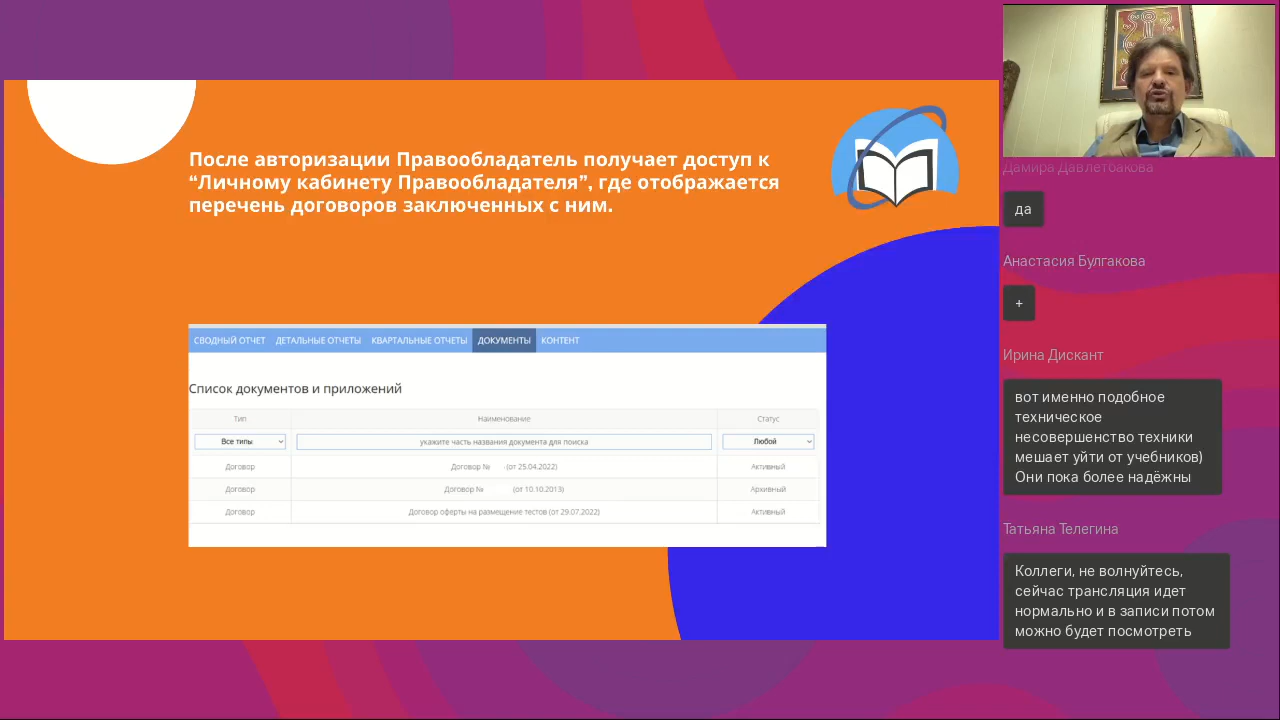 После авторизации Правообладатель получает доступ к
“Личному кабинету Правообладателя”, где отображается
перечень договоров заключенных с ним.
СВОДНЫЙ ОТЧЕТ ДЕТАЛЬНЫЕ ОТЧЕТЫ КВАРТАЛЬНЫЕ ОТЧЕТЫ ДОКУМЕНТЫ КОНТЕНТ
Список документов и приложений
Тип Наименование Статус
Все типы укажите часть названия документа для поиска Любой
Договор Договор № (от 25.04.2022) Активный
Договор Договор № (от 10.10.2013) Архивный
Договор Договор оферты на размещение тестов (от 29.07.2022) Активный
Дамира Давлетбакова
да
Анастасия Булгакова
+
Ирина Дискант
вот именно подобное
техническое
несовершенство техники
мешает уйти от учебников)
Они пока более надёжны
Татьяна Телегина
Коллеги, не волнуйтесь,
сейчас трансляция идет
нормально и в записи потом
можно будет посмотреть